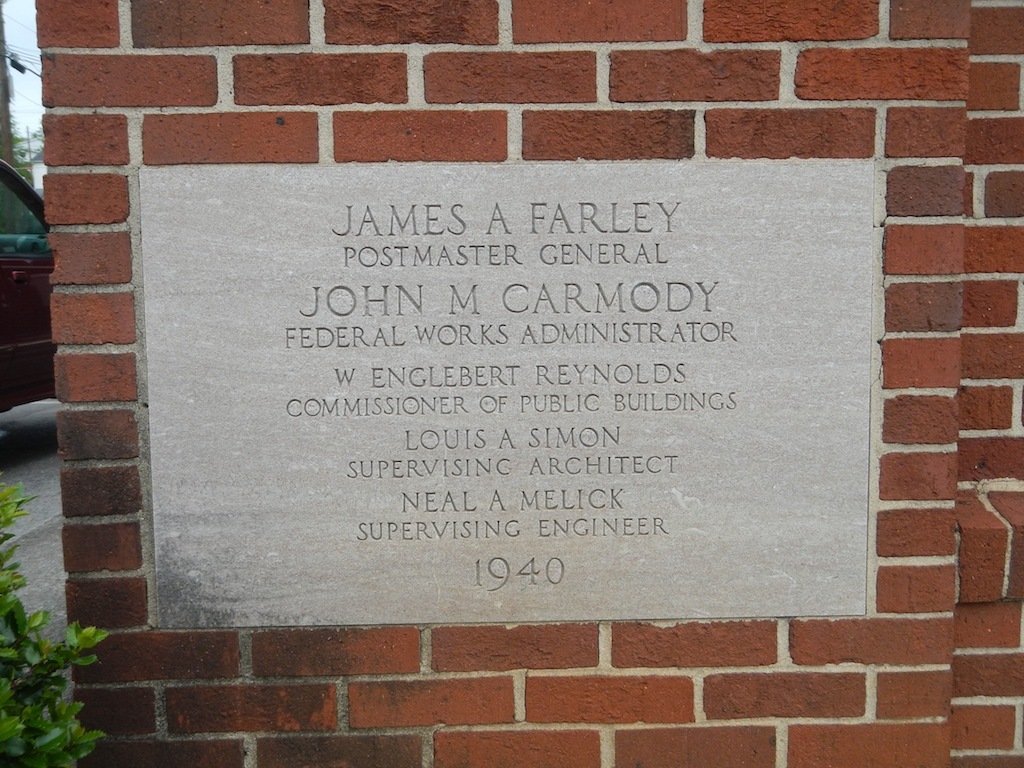 JAMES A FARLEY
POSTMASTER GENERAL
JOHN M CARMODY
FEDERAL WORKS ADMINISTRATOR
W ENGLEBERT REYNOLDS
COMMISSIONER OF PUBLIC BUILDINGS
LOUIS A SIMON
SUPERVISING ARCHITECT
NEAL A MELICK
SUPERVISING ENGINEER
1940